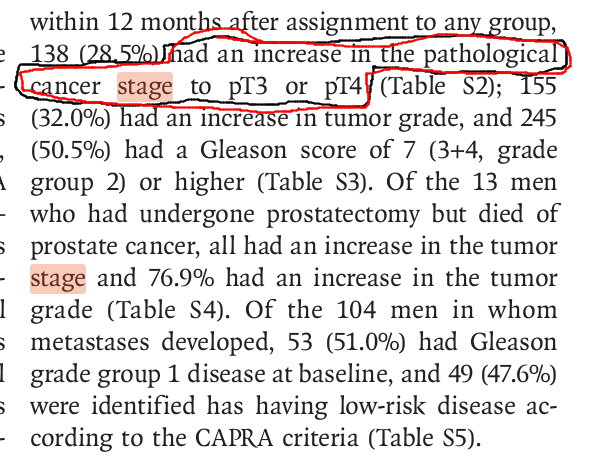 within 12 months after assignment to any group,
e 138 (28.5%) had an increase in the pathological
- cancer stage to pT3 or pT4 (Table S2); 155
s (32.0%) had an increase in tumor grade, and 245
, (50.5%) had a Gleason score of 7 (3+4, grade
A group 2) or higher (Table S3). Of the 13 men
- who had undergone prostatectomy but died of
s prostate cancer, all had an increase in the tumor
- stage and 76.9% had an increase in the tumor
l grade (Table S4). Of the 104 men in whom
s metastases developed, 53 (51.0%) had Gleason
l grade group 1 disease at baseline, and 49 (47.6%)
s were identified has having low-risk disease ac-
- cording to the CAPRA criteria (Table S5).